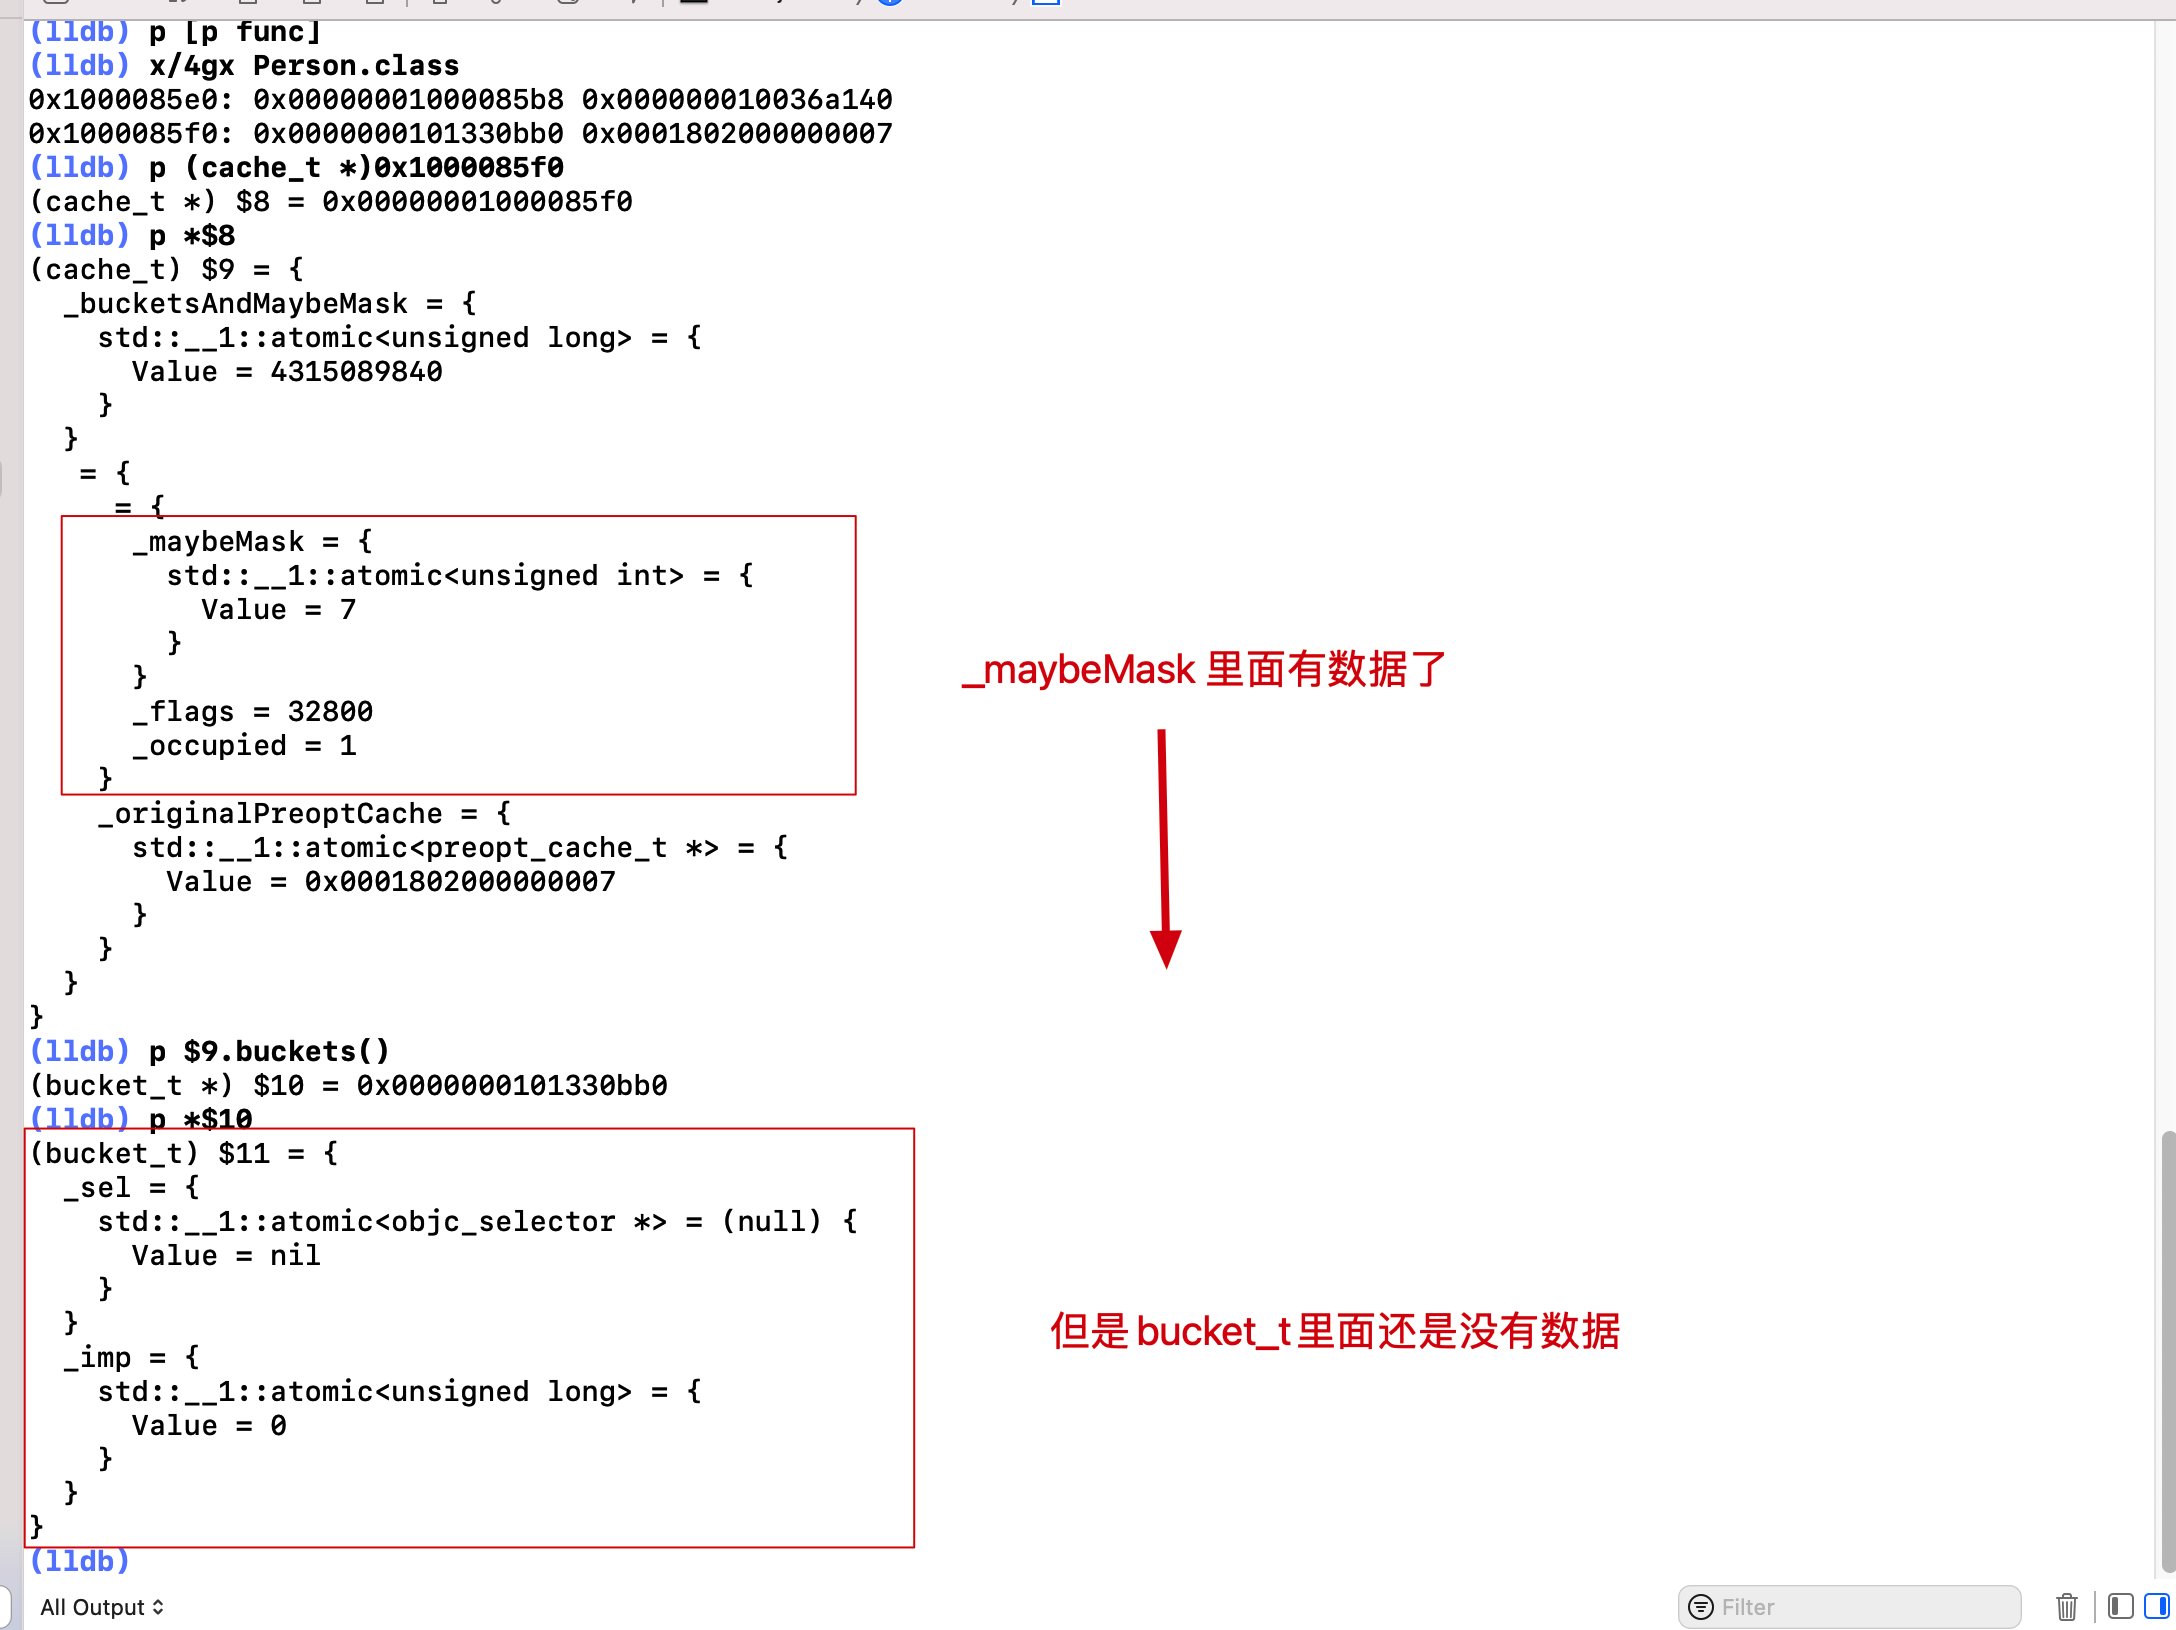 (lldb) p [p func]
(lldb) x/4gx Person.class
0x1000085e0: 0x00000001000085b8 0x000000010036a140
0x1000085f0: 0x0000000101330bb0 0x0001802000000007
(lldb) p (cache_t *)0x1000085f0
(cache_t *) $8 = 0x00000001000085f0
(lldb) p *$8
(cache_t) $9 = {
_bucketsAndMaybeMask = {
std::__1::atomic<unsigned long> = {
Value = 4315089840
}
}
= {
= {
_maybeMask = {
std::__1::atomic<unsigned int> = {
Value = 7
}
}
_flags = 32800
_occupied = 1
}
_maybeMask 里面有数据了
_originalPreoptCache = {
std::__1::atomic<preopt_cache_t *> = {
Value = 0x0001802000000007
}
}
}
}
(lldb) p $9.buckets()
(bucket_t *) $10 = 0x0000000101330bb0
(lldb) p *$10
(bucket_t) $11 = {
_sel = {
std::__1::atomic<objc_selector *> = (null) {
Value = nil
}
}
_imp = {
std::__1::atomic<unsigned long> = {
Value = 0
}
}
}
但是 bucket_t 里面还是没有数据
(lldb)
All Output
Filter